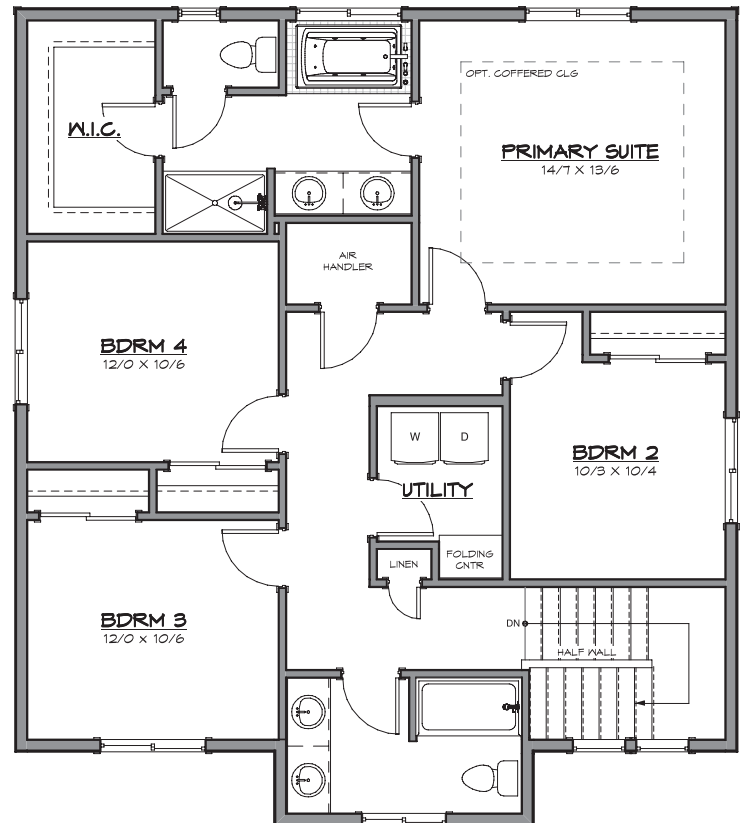 OPT. COFFERED CLG
W.I.C.
PRIMARY SUITE
14/7 X 13/6
AIR
HANDLER
BDRM 4
12/0 X 10/6
W
D
BDRM 2
10/3 X 10/4
UTILITY
LINEN
FOLDING
CNTR
BDRM 3
12/0 X 10/6
DN
HALF WALL